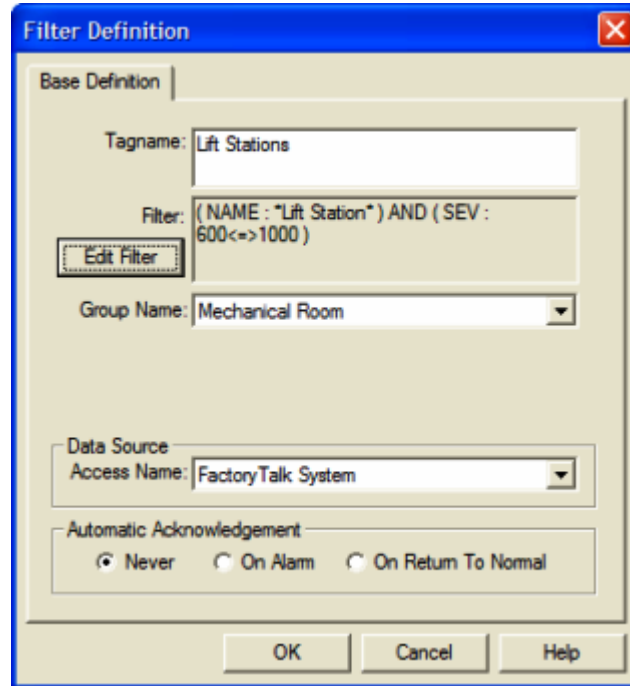 Filter Definition
Base Definition
Tagname: Lift Stations
Filter: ( NAME : "Lift Station" ) AND ( SEV :
600<=>1000 )
Edit Filter
Group Name: Mechanical Room
Data Source
Access Name: FactoryTalk System
Automatic Acknowledgement
Never On Alarm On Return To Normal
OK Cancel Help